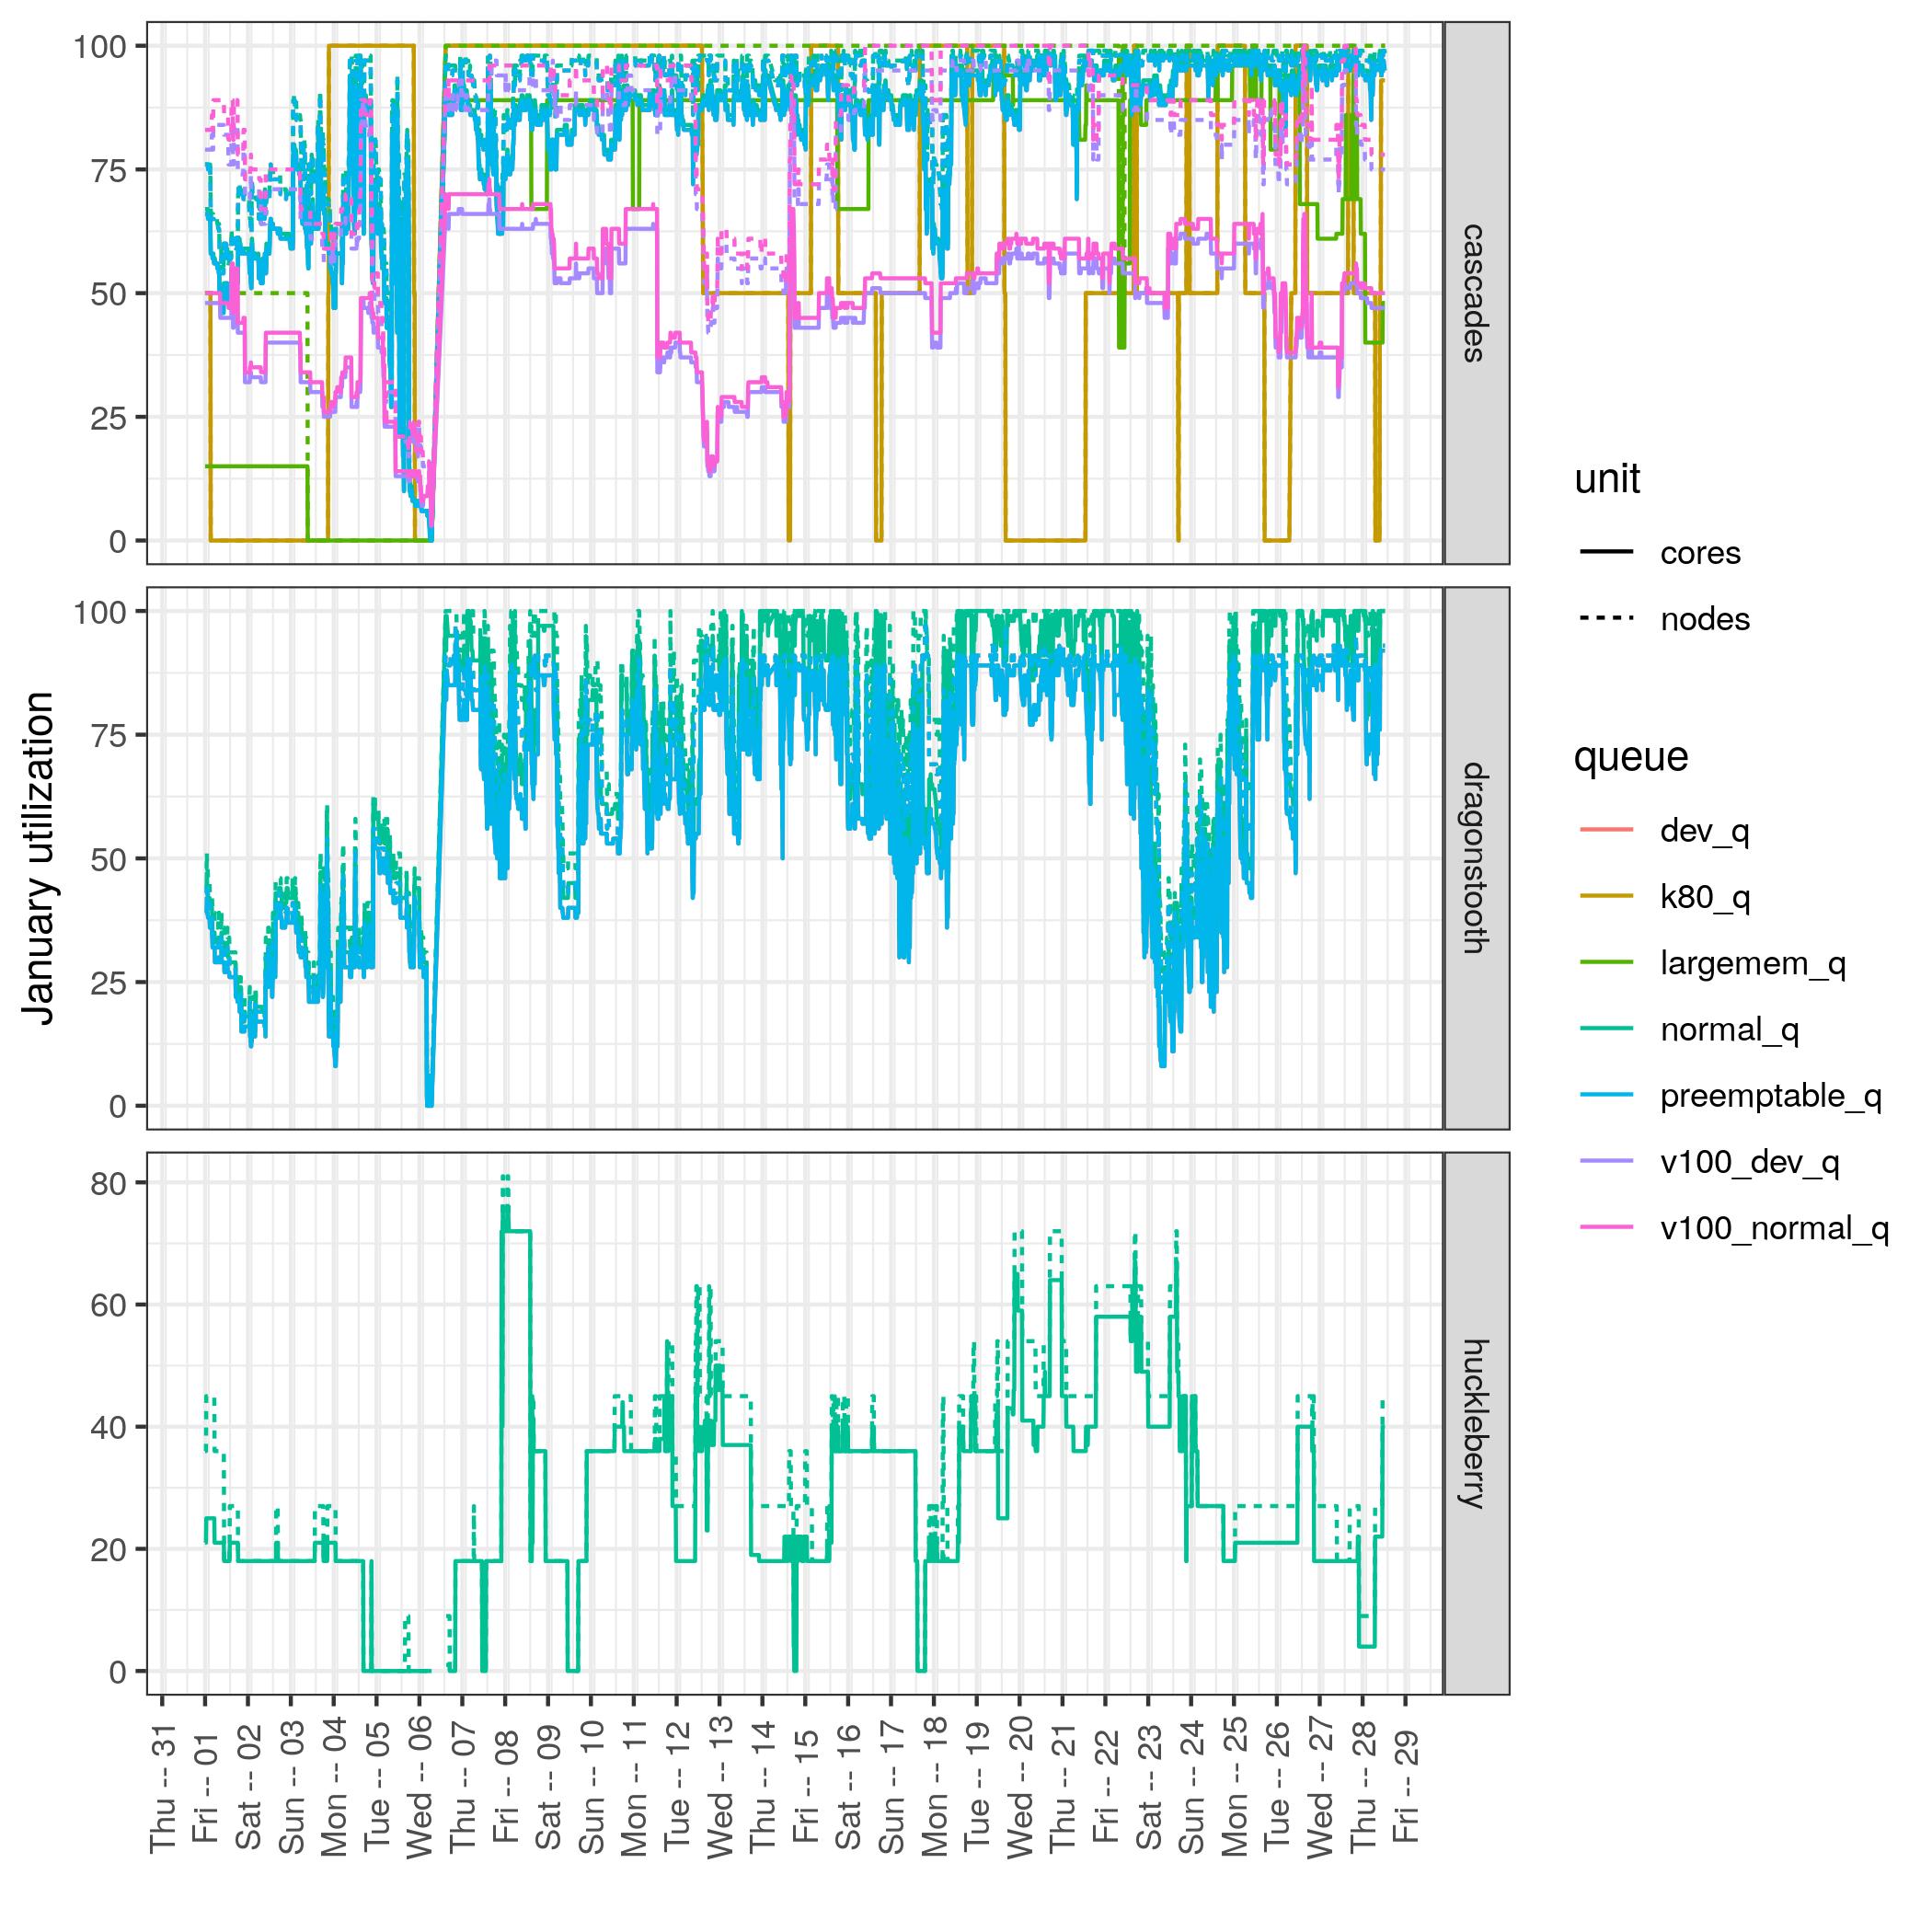 January utilization
100
75
50
25
0
cascades
100
75
50
25
0
dragonstooth
80
60
40
20
0
huckleberry
Thu -- 31
Fri -- 01
Sat -- 02
Sun -- 03
Mon -- 04
Tue -- 05
Wed -- 06
Thu -- 07
Fri -- 08
Sat -- 09
Sun -- 10
Mon -- 11
Tue -- 12
Wed -- 13
Thu -- 14
Fri -- 15
Sat -- 16
Sun -- 17
Mon -- 18
Tue -- 19
Wed -- 20
Thu -- 21
Fri -- 22
Sat -- 23
Sun -- 24
Mon -- 25
Tue -- 26
Wed -- 27
Thu -- 28
Fri -- 29
unit
cores
nodes
queue
dev_q
k80_q
largemem_q
normal_q
preemptable_q
v100_dev_q
v100_normal_q